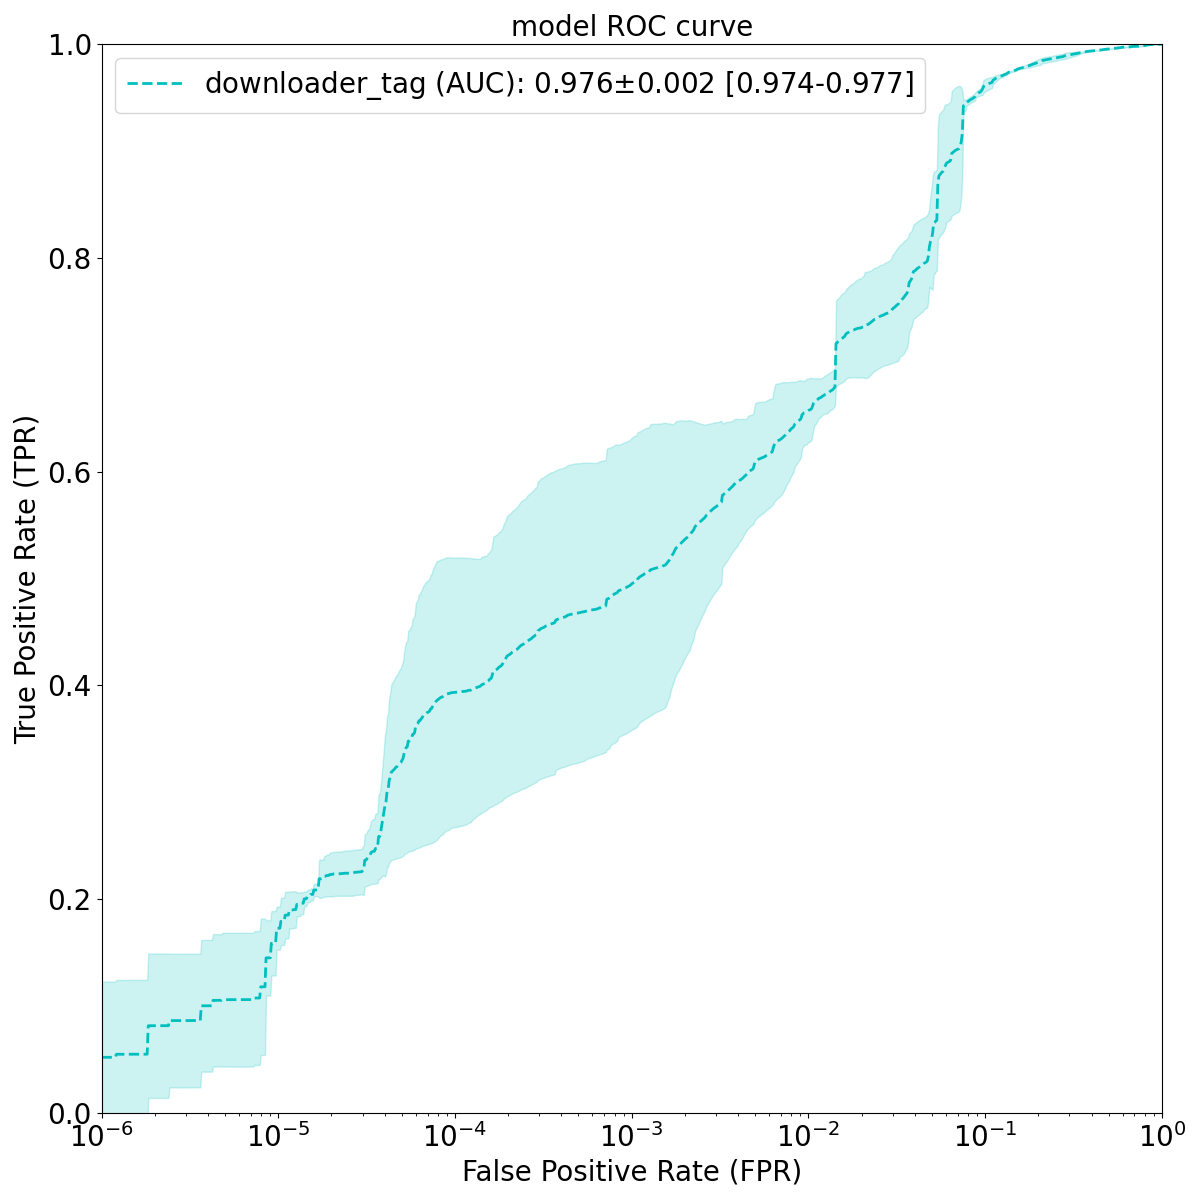 model ROC curve
downloader_tag (AUC): 0.976±0.002 [0.974-0.977]
True Positive Rate (TPR)
1.0
0.8
0.6
0.4
0.2
0.0
10⁻⁶ 10⁻⁵ 10⁻⁴ 10⁻³ 10⁻² 10⁻¹ 10⁰
False Positive Rate (FPR)